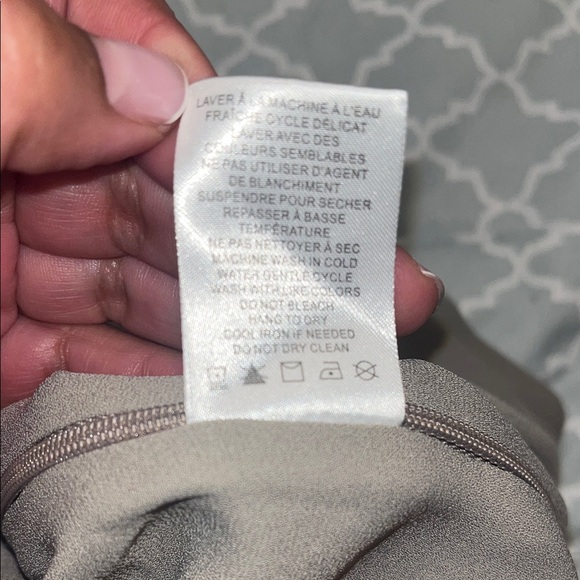 LAVER À LA MACHINE À L'EAU
FRAÎCHE CYCLE DÉLICAT
LAVER AVEC DES
COULEURS SEMBLABLES
NE PAS UTILISER D'AGENT
DE BLANCHIMENT
SUSPENDRE POUR SÉCHER
REPASSER À BASSE
TEMPÉRATURE
NE PAS NETTOYER À SEC
MACHINE WASH IN COLD
WATER GENTLE CYCLE
WASH WITH LIKE COLORS
DO NOT BLEACH
HANG TO DRY
COOL IRON IF NEEDED
DO NOT DRY CLEAN